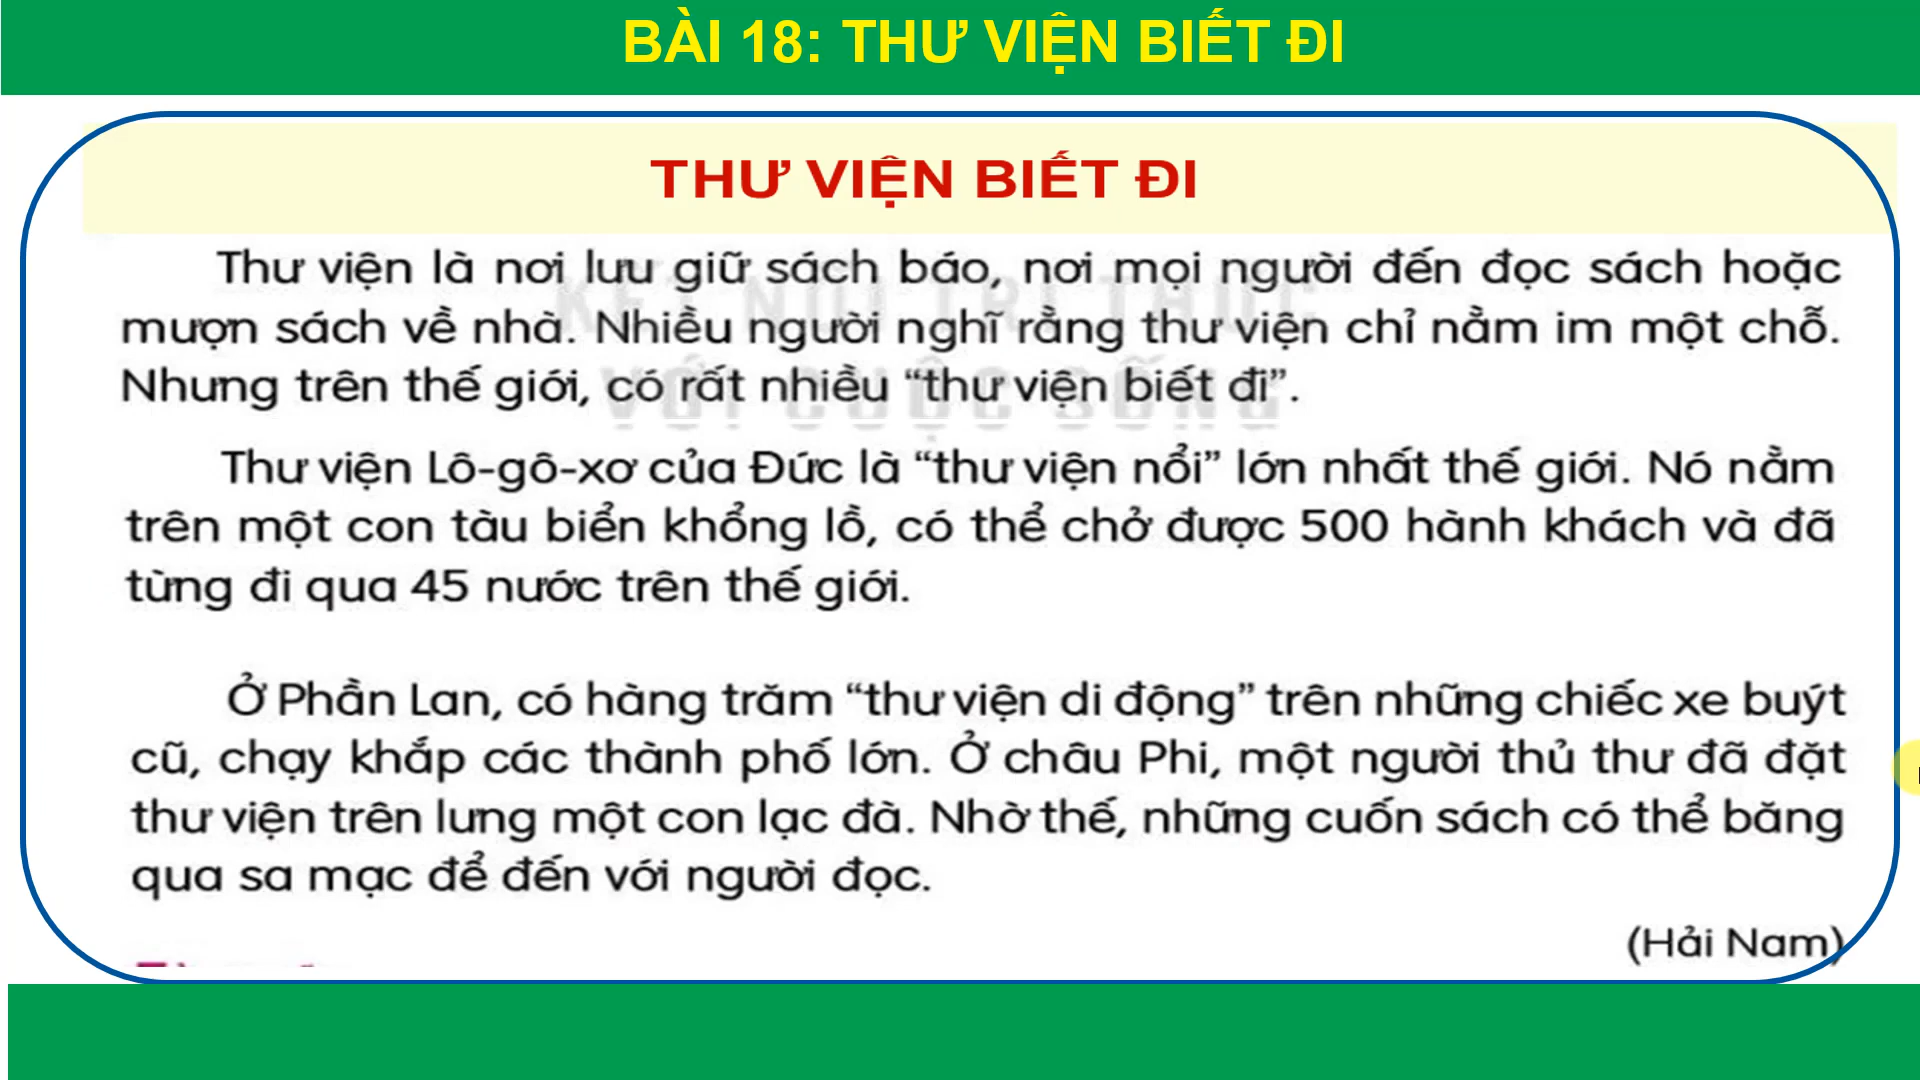 BÀI 18: THƯ VIỆN BIẾT ĐI
THƯ VIỆN BIẾT ĐI
Thư viện là nơi lưu giữ sách báo, nơi mọi người đến đọc sách hoặc
mượn sách về nhà. Nhiều người nghĩ rằng thư viện chỉ nằm im một chỗ.
Nhưng trên thế giới, có rất nhiều “thư viện biết đi”.
KẾT NỐI TRI THỨC
VỚI CUỘC SỐNG
Thư viện Lô-gô-xơ của Đức là “thư viện nổi” lớn nhất thế giới. Nó nằm
trên một con tàu biển khổng lồ, có thể chở được 500 hành khách và đã
từng đi qua 45 nước trên thế giới.
Ở Phần Lan, có hàng trăm “thư viện di động” trên những chiếc xe buýt
cũ, chạy khắp các thành phố lớn. Ở châu Phi, một người thủ thư đã đặt
thư viện trên lưng một con lạc đà. Nhờ thế, những cuốn sách có thể băng
qua sa mạc để đến với người đọc.
(Hải Nam)